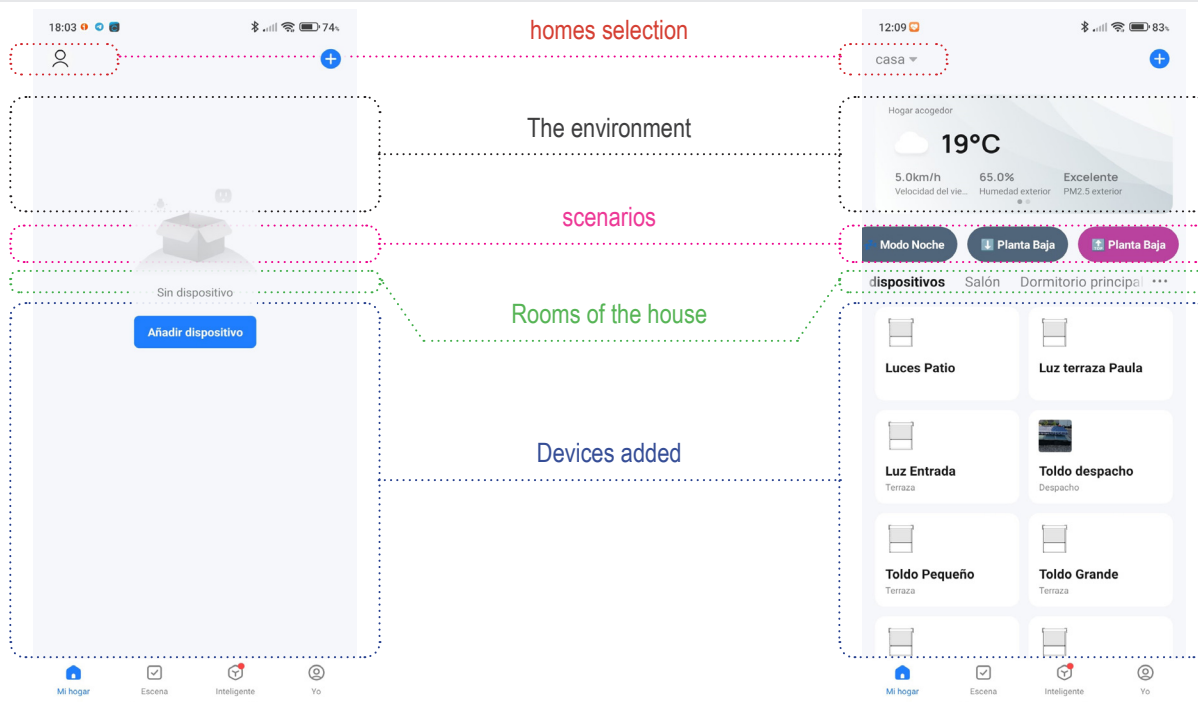 18:03
74%
homes selection
12:09
83%
casa
The environment
Hogar acogedor
19°C
5.0km/h
65.0%
Excelente
Velocidad del vie...
Humedad exterior
PM2.5 exterior
scenarios
Modo Noche
Planta Baja
Planta Baja
Sin dispositivo
Rooms of the house
dispositivos
Salón
Dormitorio principal
...
Añadir dispositivo
Luces Patio
Luz terraza Paula
Devices added
Luz Entrada
Terraza
Toldo despacho
Despacho
Toldo Pequeño
Terraza
Toldo Grande
Terraza
Mi hogar
Escena
Inteligente
Yo
Mi hogar
Escena
Inteligente
Yo